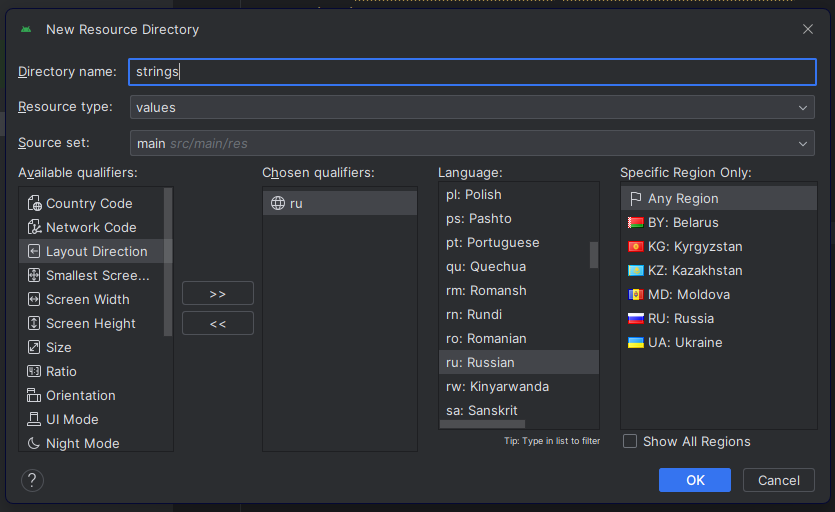 New Resource Directory
Directory name: strings
Resource type: values
Source set: main src/main/res
Available qualifiers:
Country Code
Network Code
Layout Direction
Smallest Scree...
Screen Width
Screen Height
Size
Ratio
Orientation
UI Mode
Night Mode
>>
<<
Chosen qualifiers:
ru
Language:
pl: Polish
ps: Pashto
pt: Portuguese
qu: Quechua
rm: Romansh
rn: Rundi
ro: Romanian
ru: Russian
rw: Kinyarwanda
sa: Sanskrit
Tip: Type in list to filter
Specific Region Only:
Any Region
BY: Belarus
KG: Kyrgyzstan
KZ: Kazakhstan
MD: Moldova
RU: Russia
UA: Ukraine
Show All Regions
?
OK
Cancel